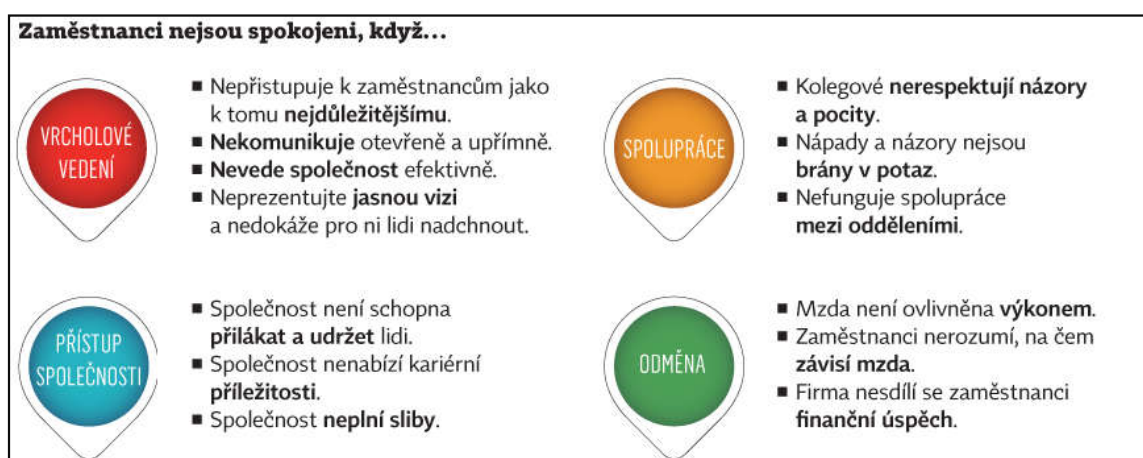 Zaměstnanci nejsou spokojeni, když…
VRCHOLOVÉ
VEDENÍ
■ Nepřistupuje k zaměstnancům jako
k tomu nejdůležitějšímu.
■ Nekomunikuje otevřeně a upřímně.
■ Nevede společnost efektivně.
■ Neprezentujte jasnou vizi
a nedokáže pro ni lidi nadchnout.
SPOLUPRÁCE
■ Kolegové nerespektují názory
a pocity.
■ Nápady a názory nejsou
brány v potaz.
■ Nefunguje spolupráce
mezi odděleními.
PŘÍSTUP
SPOLEČNOSTI
■ Společnost není schopna
přilákat a udržet lidi.
■ Společnost nenabízí kariérní
příležitosti.
■ Společnost neplní sliby.
ODMĚNA
■ Mzda není ovlivněna výkonem.
■ Zaměstnanci nerozumí, na čem
závisí mzda.
■ Firma nesdílí se zaměstnanci
finanční úspěch.